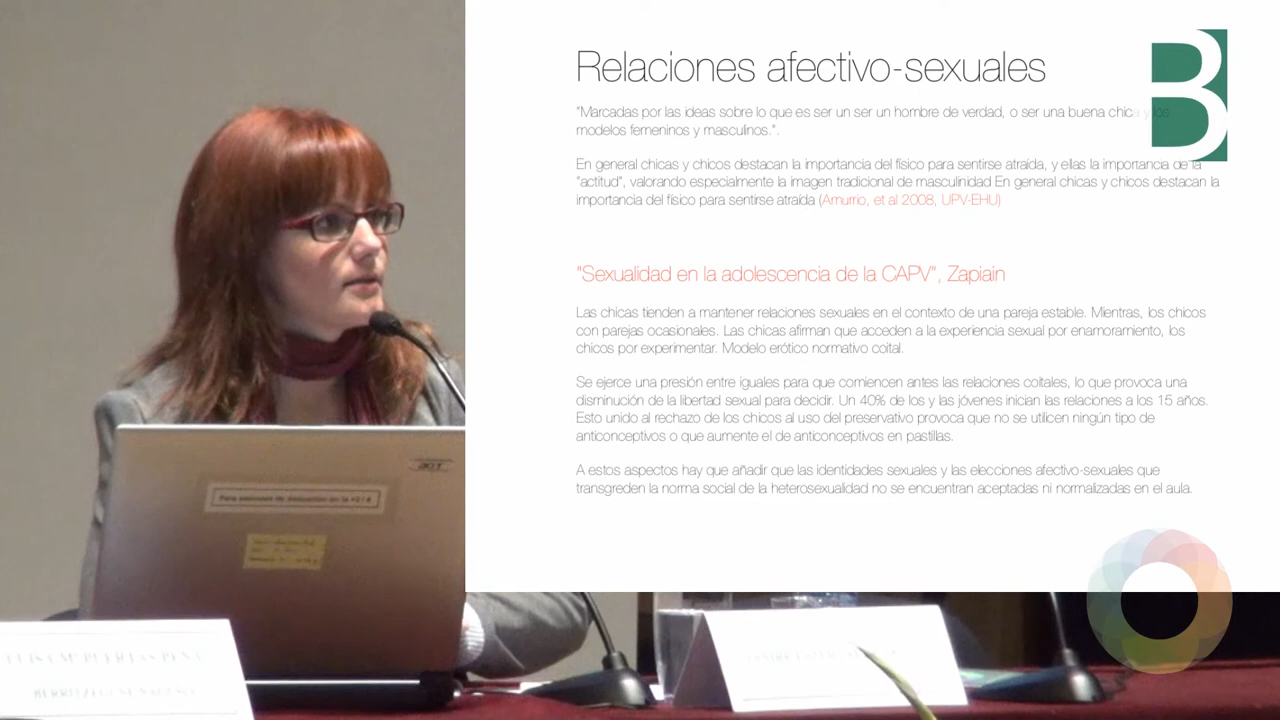 Relaciones afectivo-sexuales
B
"Marcadas por las ideas sobre lo que es ser un ser un hombre de verdad, o ser una buena chica y los
modelos femeninos y masculinos.".
En general chicas y chicos destacan la importancia del físico para sentirse atraída, y ellas la importancia de la
"actitud", valorando especialmente la imagen tradicional de masculinidad En general chicas y chicos destacan la
importancia del físico para sentirse atraída (Amurrio, et al 2008, UPV-EHU)
"Sexualidad en la adolescencia de la CAPV", Zapiain
Las chicas tienden a mantener relaciones sexuales en el contexto de una pareja estable. Mientras, los chicos
con parejas ocasionales. Las chicas afirman que acceden a la experiencia sexual por enamoramiento, los
chicos por experimentar. Modelo erótico normativo coital.
Se ejerce una presión entre iguales para que comiencen antes las relaciones coitales, lo que provoca una
disminución de la libertad sexual para decidir. Un 40% de los y las jóvenes inician las relaciones a los 15 años.
Esto unido al rechazo de los chicos al uso del preservativo provoca que no se utilicen ningún tipo de
anticonceptivos o que aumente el de anticonceptivos en pastillas.
A estos aspectos hay que añadir que las identidades sexuales y las elecciones afectivo-sexuales que
transgreden la norma social de la heterosexualidad no se encuentran aceptadas ni normalizadas en el aula.
acer